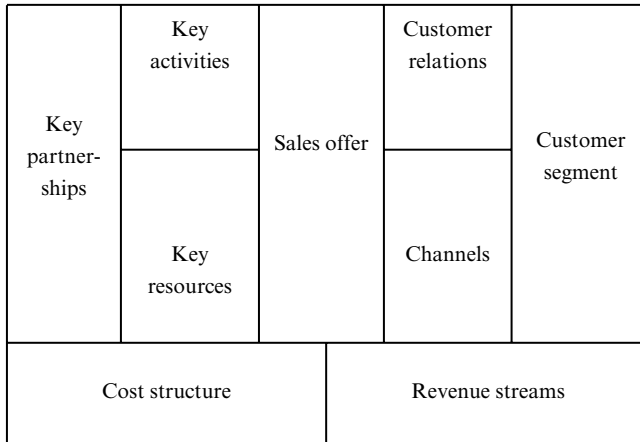 Key
partner-
ships
Key
activities
Key
resources
Sales offer
Customer
relations
Channels
Customer
segment
Cost structure
Revenue streams